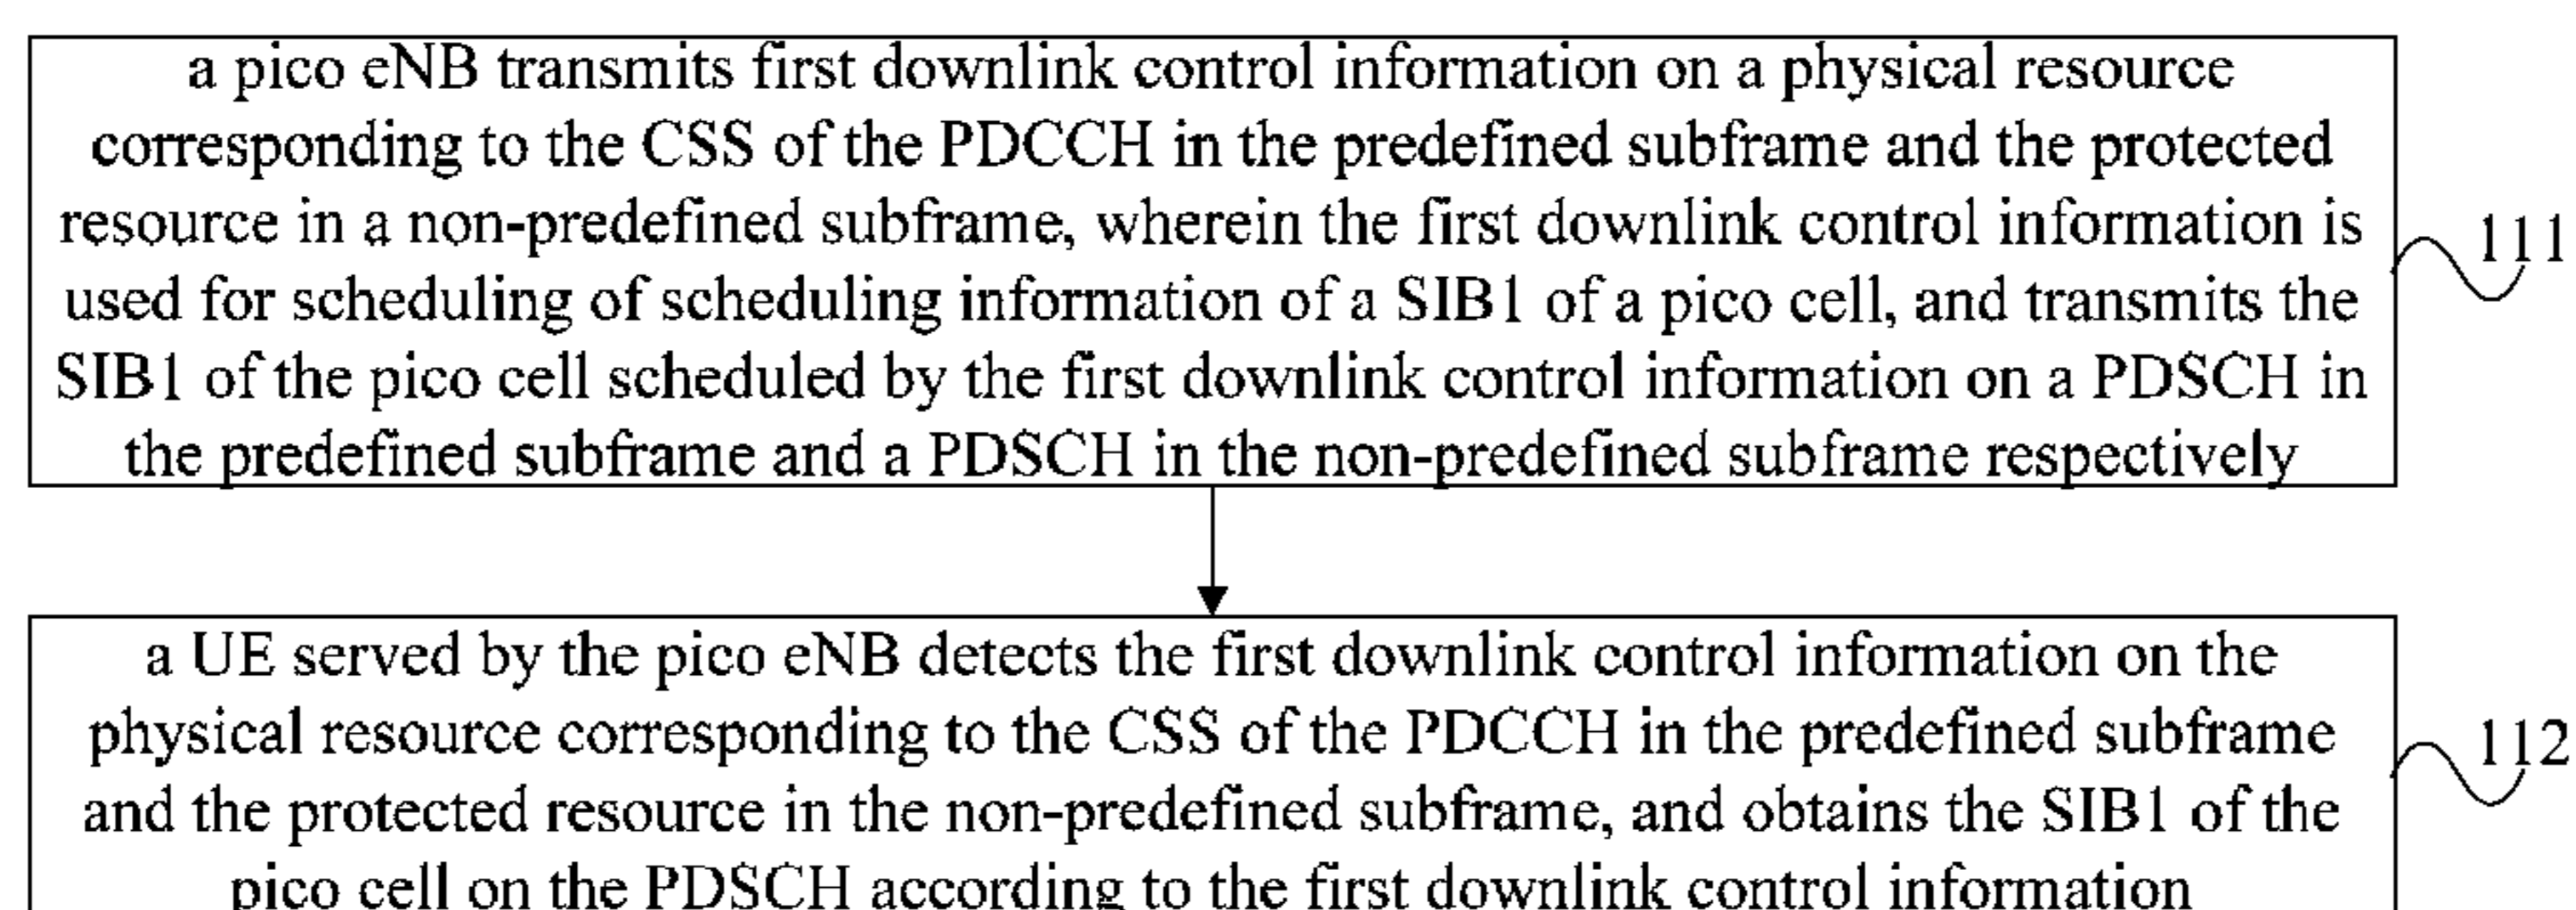 a pico eNB transmits first downlink control information on a physical resource
corresponding to the CSS of the PDCCH in the predefined subframe and the protected
resource in a non-predefined subframe, wherein the first downlink control information is
used for scheduling of scheduling information of a SIB1 of a pico cell, and transmits the
SIB1 of the pico cell scheduled by the first downlink control information on a PDSCH in
the predefined subframe and a PDSCH in the non-predefined subframe respectively
111
a UE served by the pico eNB detects the first downlink control information on the
physical resource corresponding to the CSS of the PDCCH in the predefined subframe
and the protected resource in the non-predefined subframe, and obtains the SIB1 of the
pico cell on the PDSCH according to the first downlink control information
112